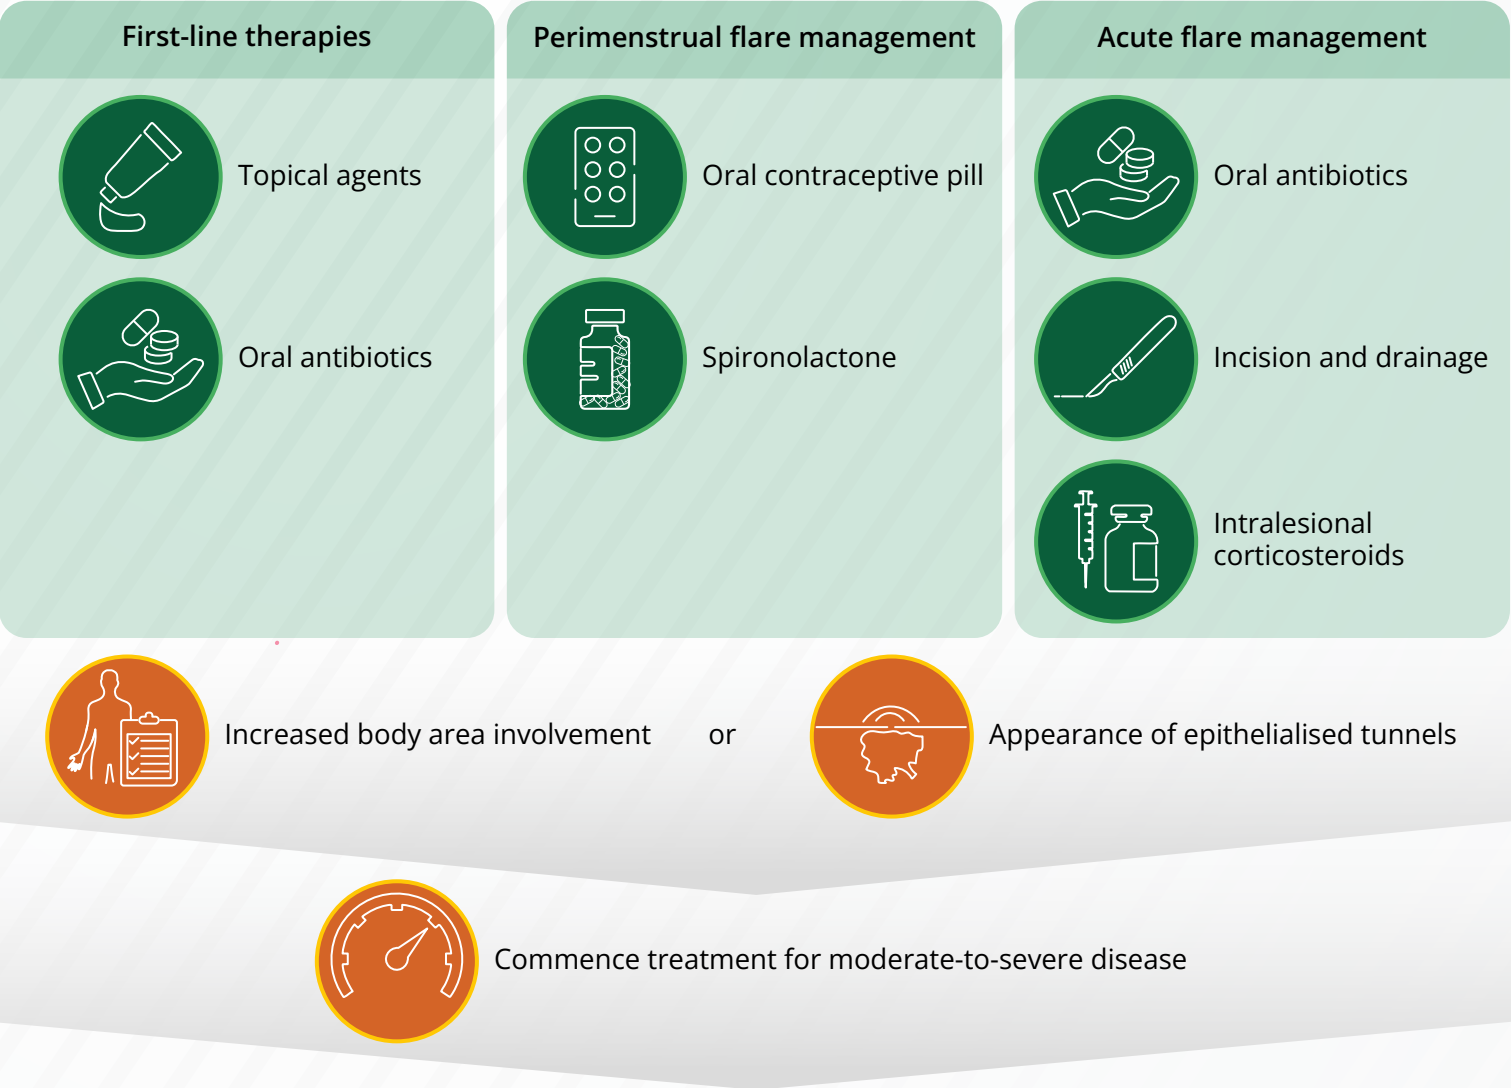 First-line therapies
Topical agents
Oral antibiotics
Perimenstrual flare management
Oral contraceptive pill
Spironolactone
Acute flare management
Oral antibiotics
Incision and drainage
Intralesional
corticosteroids
Increased body area involvement
or
Appearance of epithelialised tunnels
Commence treatment for moderate-to-severe disease